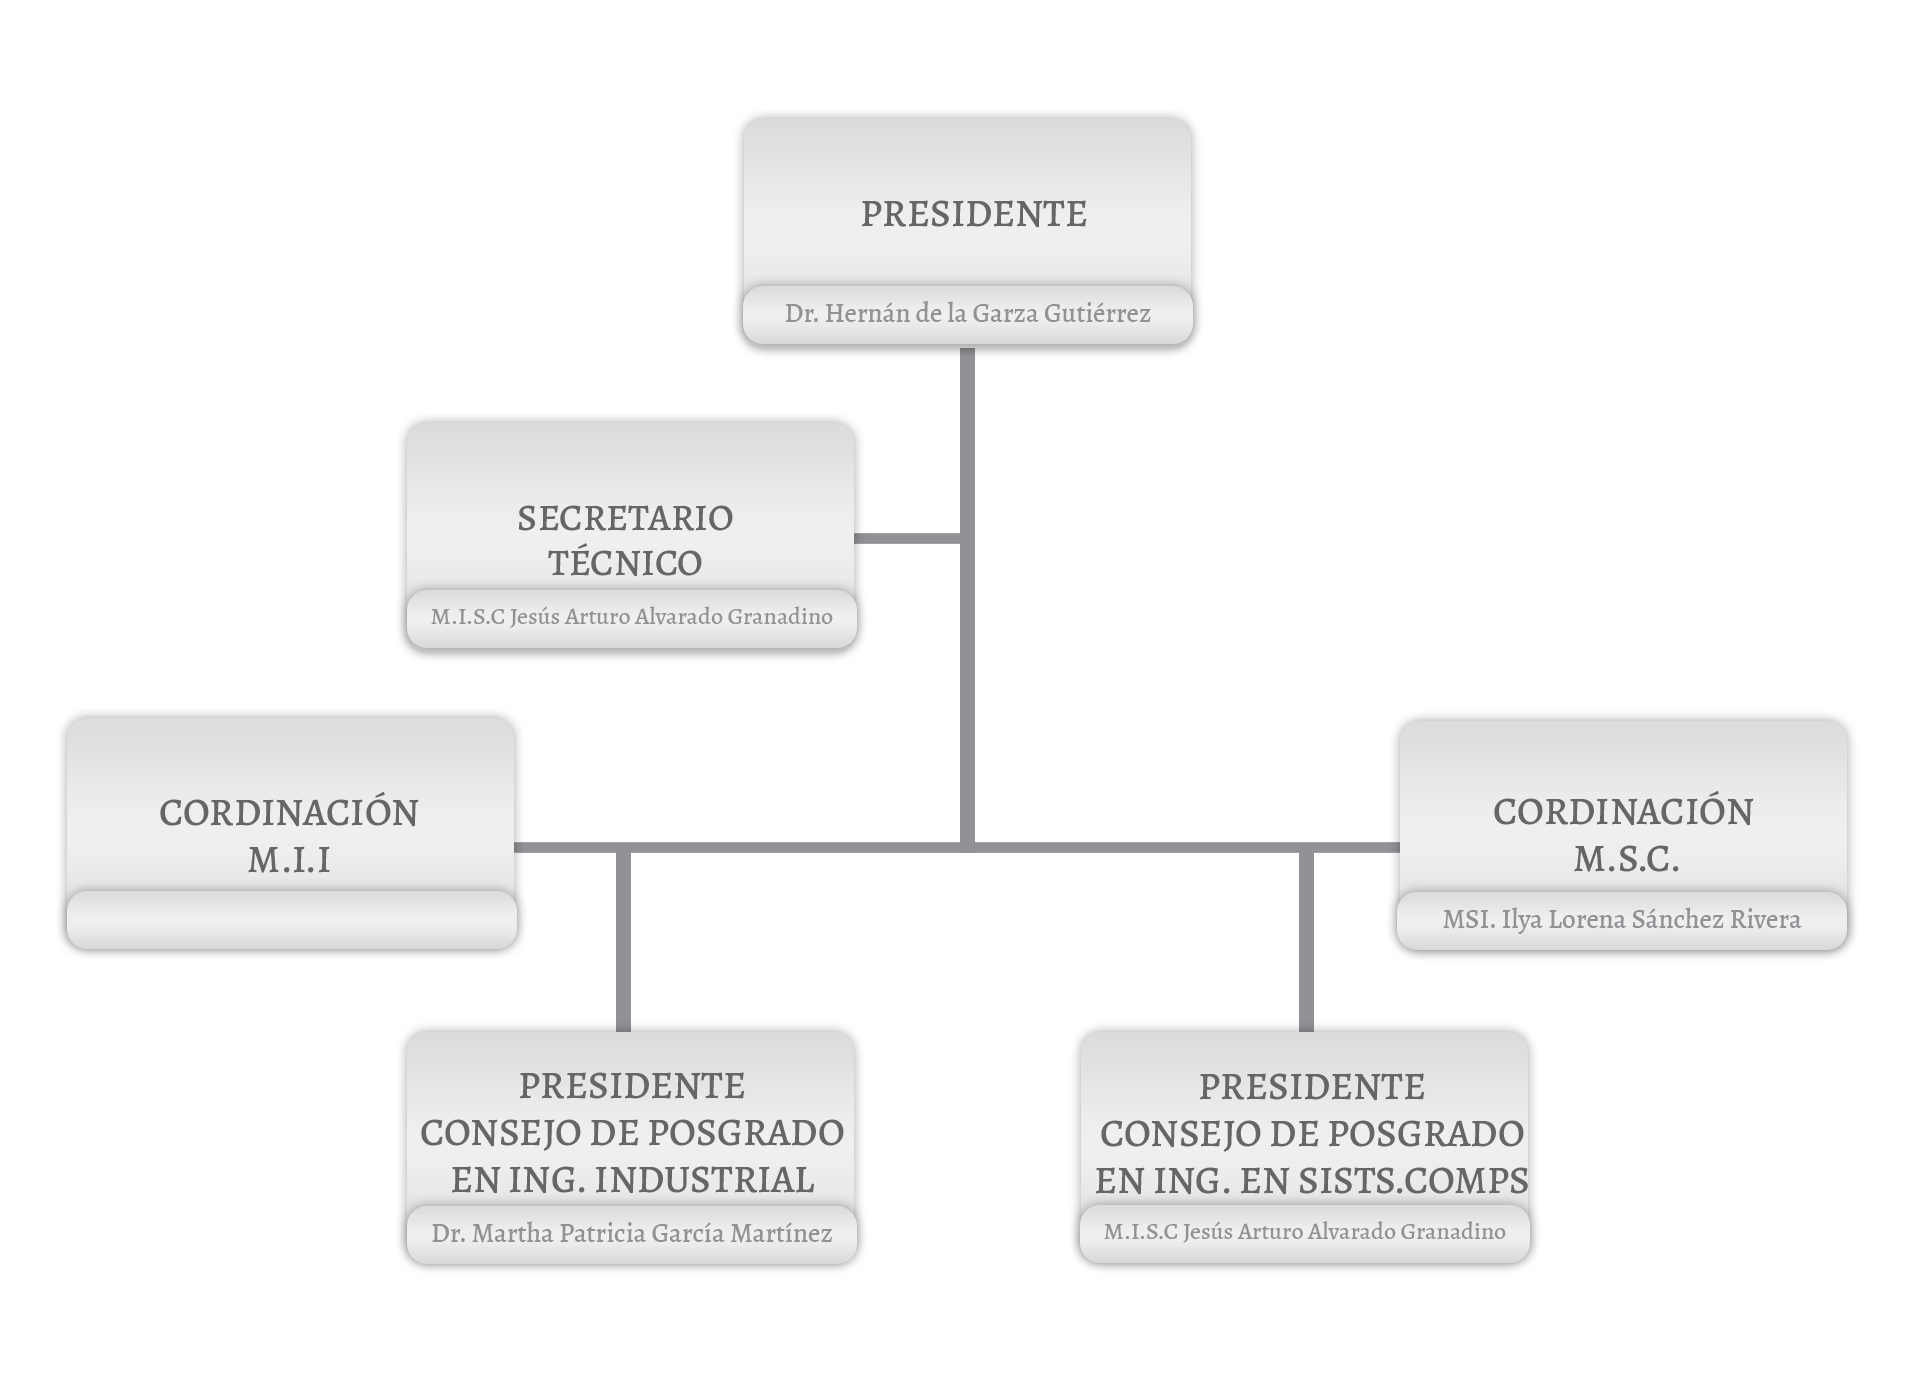 PRESIDENTE
Dr. Hernán de la Garza Gutiérrez
SECRETARIO
TÉCNICO
M.I.S.C Jesús Arturo Alvarado Granadino
CORDINACIÓN
M.I.I
CORDINACIÓN
M.S.C.
MSI. Ilya Lorena Sánchez Rivera
PRESIDENTE
CONSEJO DE POSGRADO
EN ING. INDUSTRIAL
Dr. Martha Patricia García Martínez
PRESIDENTE
CONSEJO DE POSGRADO
EN ING. EN SISTS.COMPS
M.I.S.C Jesús Arturo Alvarado Granadino